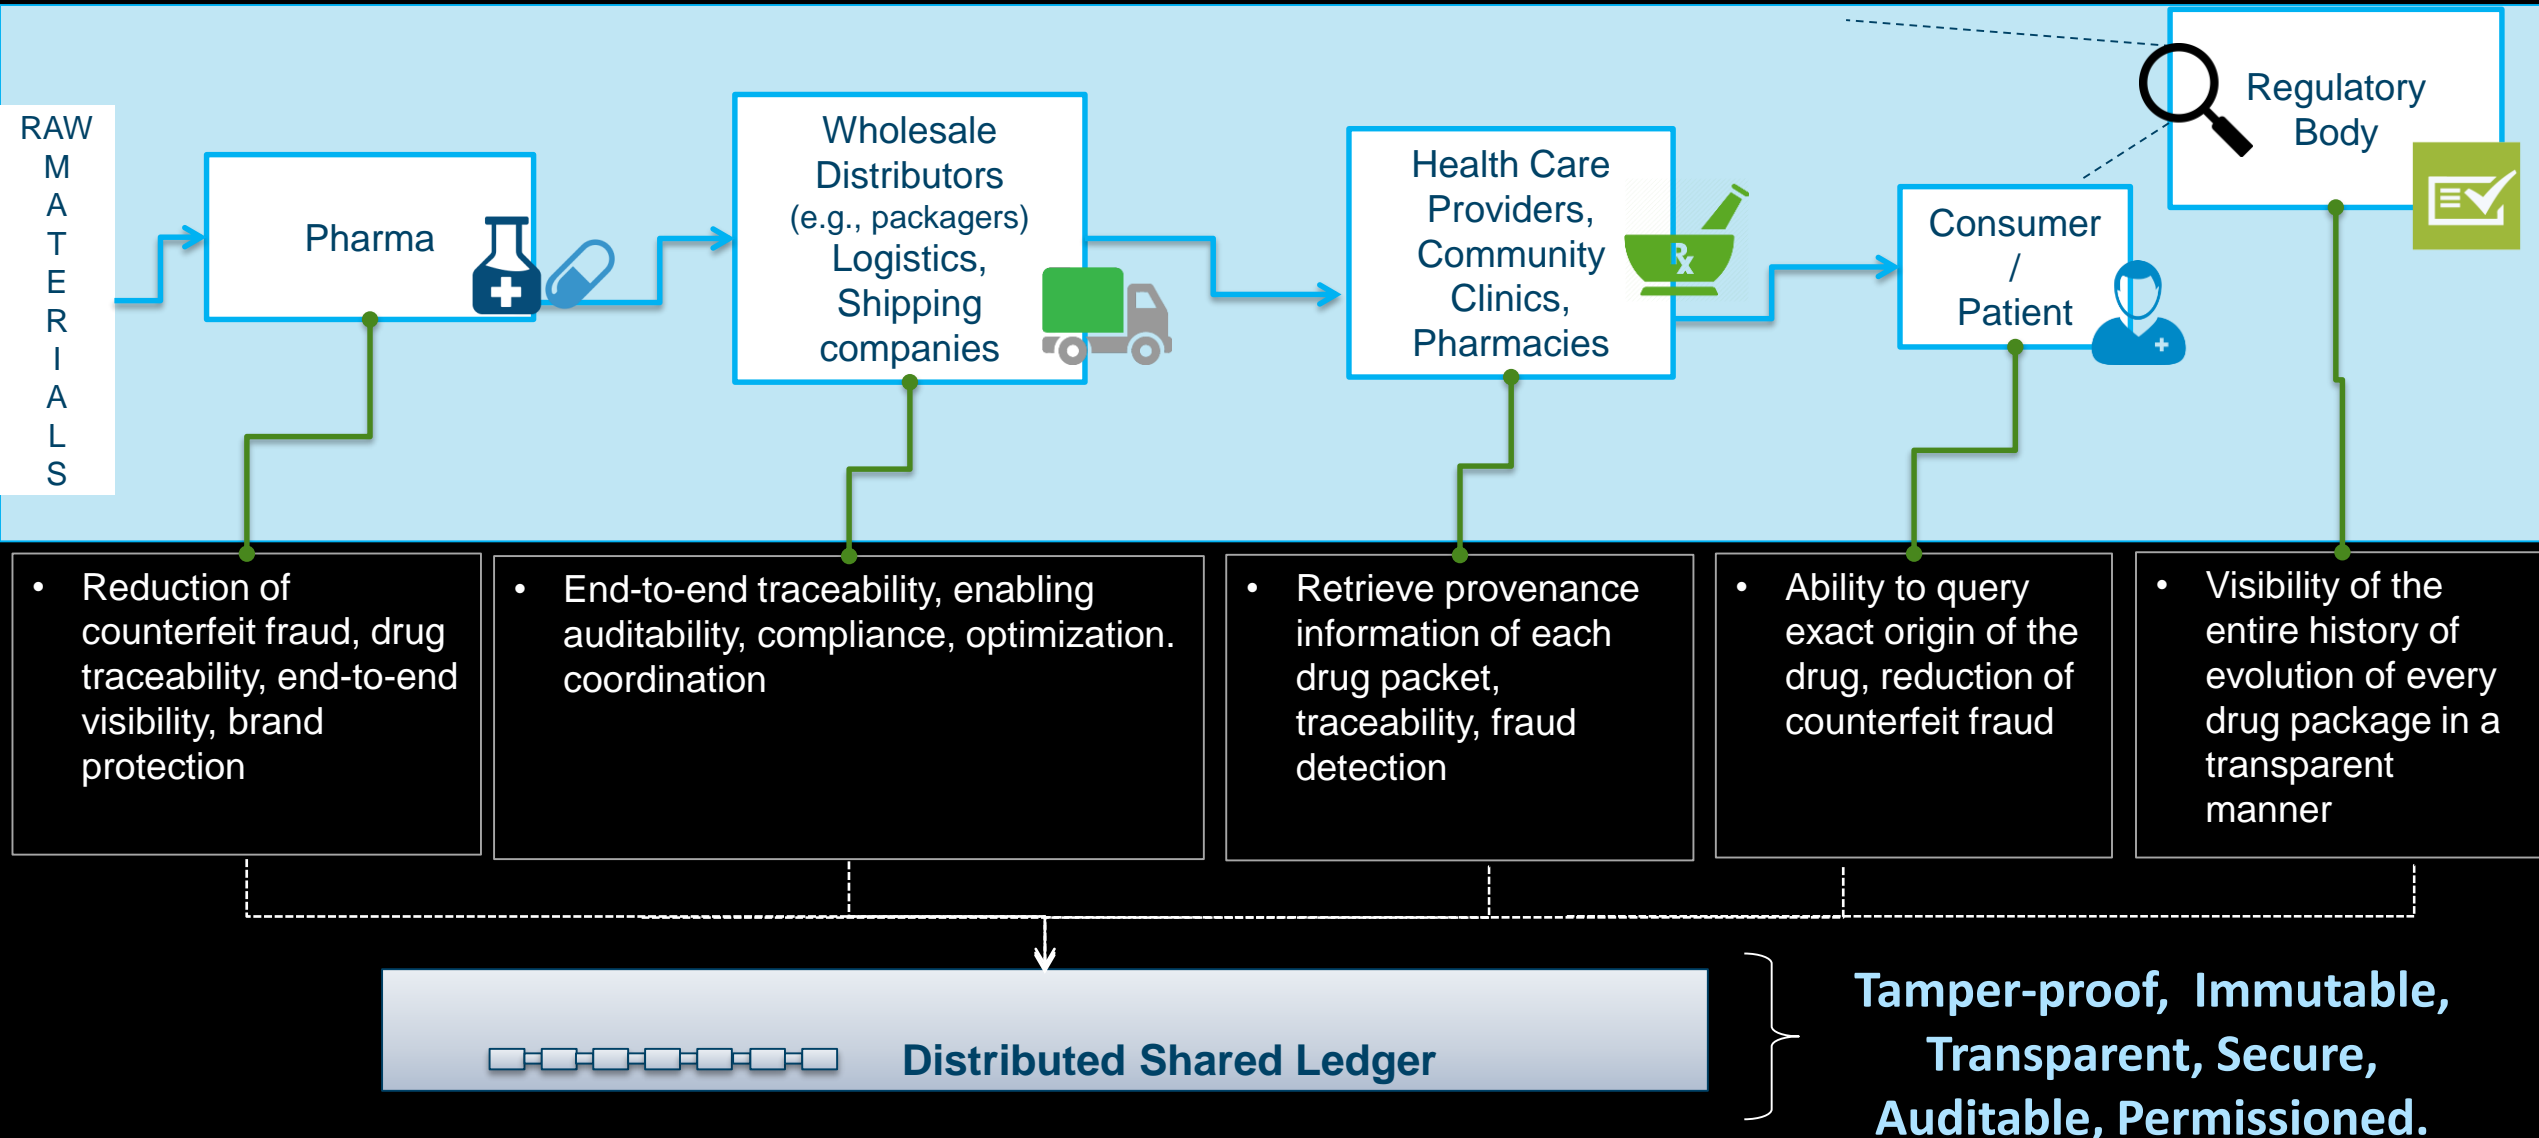 RAW
M
A
T
E
R
I
A
L
S
Pharma
Wholesale
Distributors
(e.g., packagers)
Logistics,
Shipping
companies
Health Care
Providers,
Community
Clinics,
Pharmacies
Rx
Consumer
/
Patient
Regulatory
Body
• Reduction of
counterfeit fraud, drug
traceability, end-to-end
visibility, brand
protection
• End-to-end traceability, enabling
auditability, compliance, optimization.
coordination
• Retrieve provenance
information of each
drug packet,
traceability, fraud
detection
• Ability to query
exact origin of the
drug, reduction of
counterfeit fraud
• Visibility of the
entire history of
evolution of every
drug package in a
transparent
manner
Distributed Shared Ledger
Tamper-proof, Immutable,
Transparent, Secure,
Auditable, Permissioned.